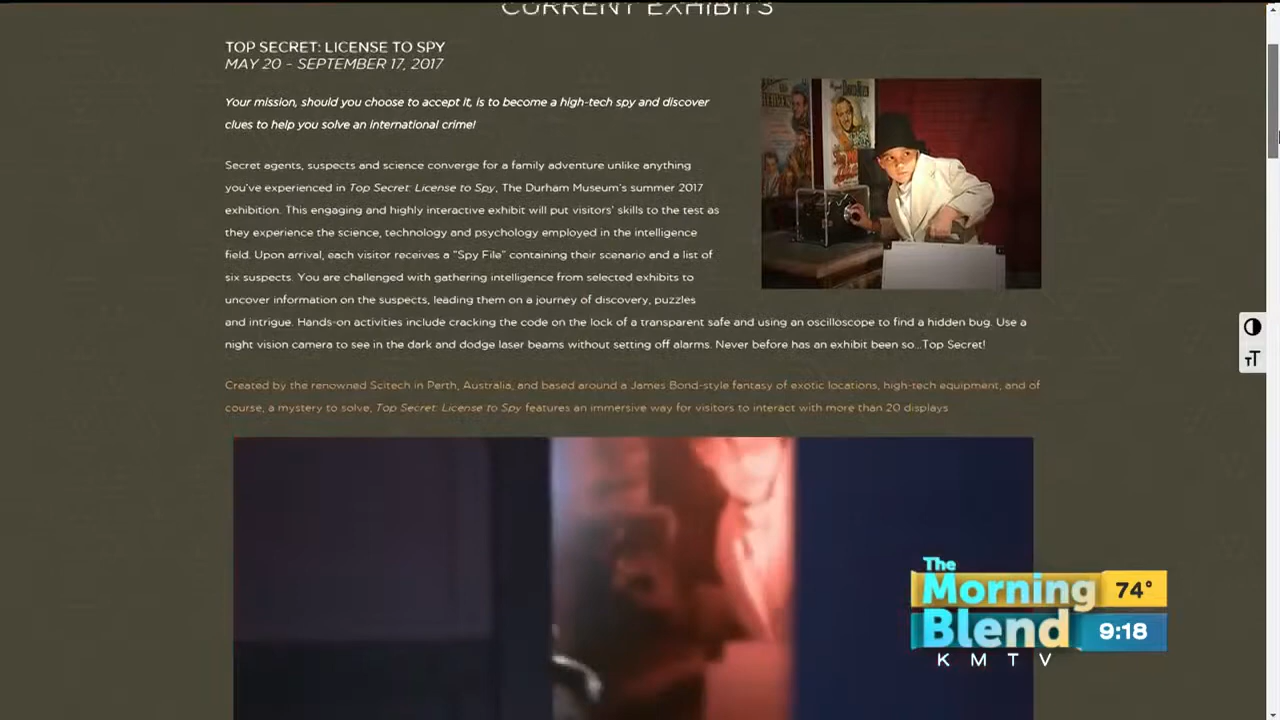 CURRENT EXHIBITS
TOP SECRET: LICENSE TO SPY
MAY 20 - SEPTEMBER 17, 2017
Your mission, should you choose to accept it, is to become a high-tech spy and discover
clues to help you solve an international crime!
Secret agents, suspects and science converge for a family adventure unlike anything
you've experienced in Top Secret: License to Spy, The Durham Museum's summer 2017
exhibition. This engaging and highly interactive exhibit will put visitors' skills to the test as
they experience the science, technology and psychology employed in the intelligence
field. Upon arrival, each visitor receives a "Spy File" containing their scenario and a list of
six suspects. You are challenged with gathering intelligence from selected exhibits to
uncover information on the suspects, leading them on a journey of discovery, puzzles
and intrigue. Hands-on activities include cracking the code on the lock of a transparent safe and using an oscilloscope to find a hidden bug. Use a
night vision camera to see in the dark and dodge laser beams without setting off alarms. Never before has an exhibit been so...Top Secret!
Created by the renowned Scitech in Perth, Australia, and based around a James Bond-style fantasy of exotic locations, high-tech equipment, and of
course, a mystery to solve, Top Secret: License to Spy features an immersive way for visitors to interact with more than 20 displays
TT
The
Morning 74°
Blend 9:18
KMTV